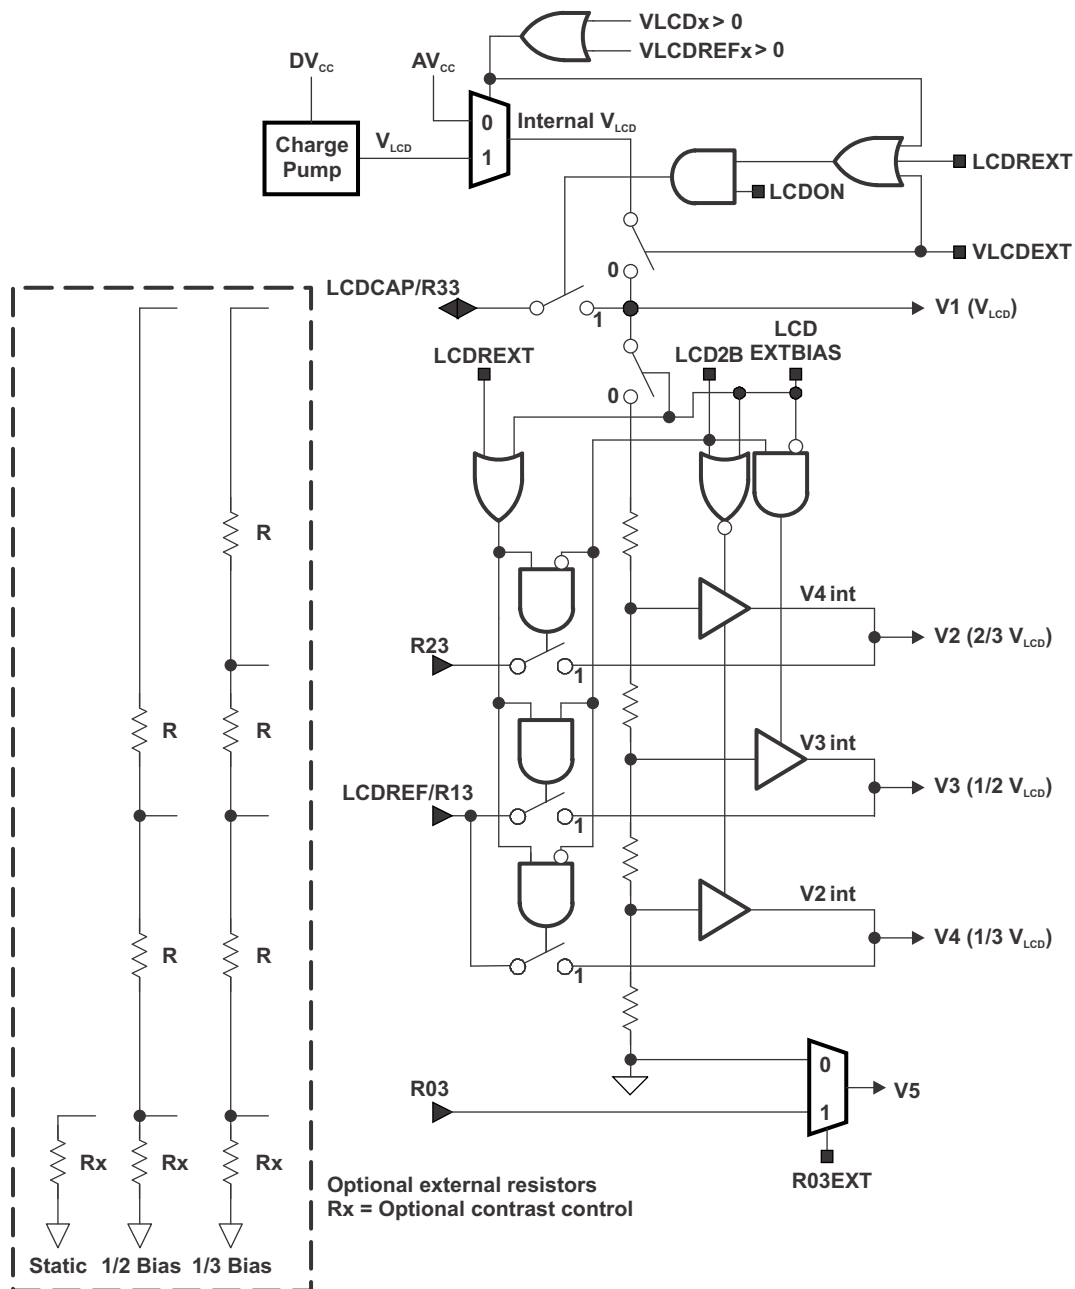 VLCDx > 0
VLCDREFx > 0
DVCC
AVCC
Charge
Pump
VLCD
0
1
Internal VLCD
LCDREXT
LCDON
VLCDEXT
0
LCDCAP/R33
1
V1 (VLCD)
LCDREXT
LCD2B
LCD
EXTBIAS
0
R
V4 int
R23
1
V2 (2/3 VLCD)
R
R
V3 int
LCDREF/R13
1
V3 (1/2 VLCD)
V2 int
R
R
1
V4 (1/3 VLCD)
0
R03
1
V5
Rx
Rx
Rx
R03EXT
Optional external resistors
Rx = Optional contrast control
Static
1/2 Bias
1/3 Bias